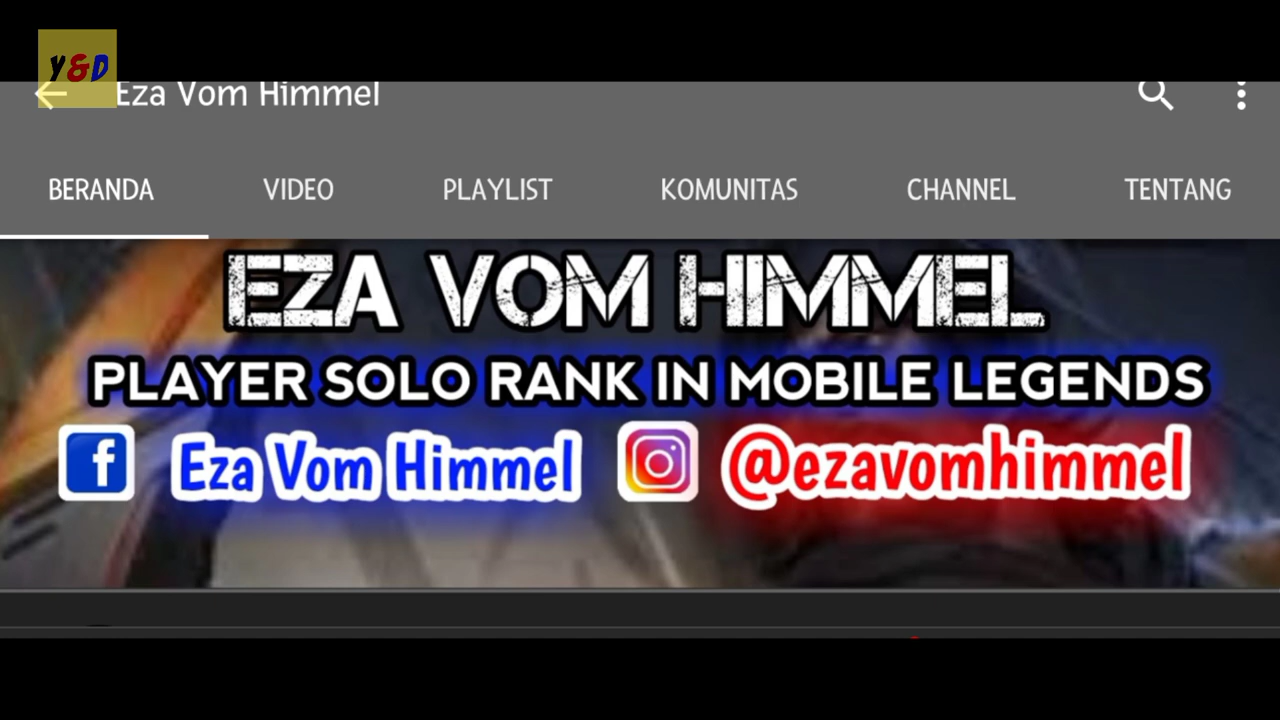 Y&D
Eza Vom Himmel
BERANDA VIDEO PLAYLIST KOMUNITAS CHANNEL TENTANG
EZA VOM HIMMEL
PLAYER SOLO RANK IN MOBILE LEGENDS
f Eza Vom Himmel @ezavomhimmel